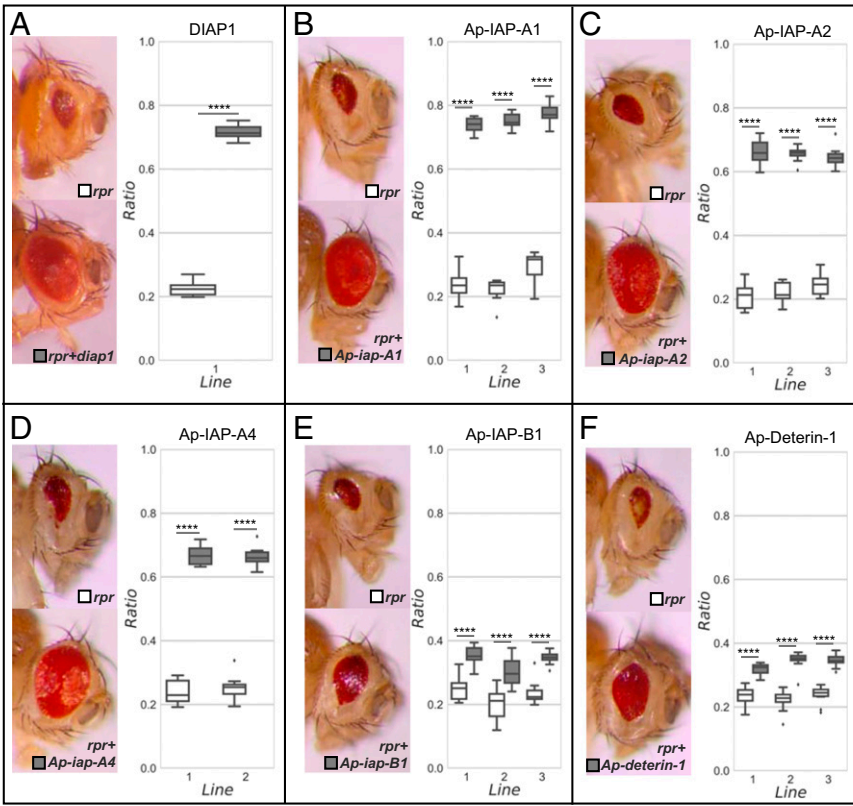 A
DIAP1
1.0
0.8
0.6
0.4
0.2
0.0
Ratio
****
rpr
rpr+diap1
1
Line
B
Ap-IAP-A1
1.0
0.8
0.6
0.4
0.2
0.0
Ratio
**** **** ****
rpr
rpr+
Ap-iap-A1
1 2 3
Line
C
Ap-IAP-A2
1.0
0.8
0.6
0.4
0.2
0.0
Ratio
**** **** ****
rpr
rpr+
Ap-iap-A2
1 2 3
Line
D
Ap-IAP-A4
1.0
0.8
0.6
0.4
0.2
0.0
Ratio
**** ****
rpr
rpr+
Ap-iap-A4
1 2
Line
E
Ap-IAP-B1
1.0
0.8
0.6
0.4
0.2
0.0
Ratio
**** **** ****
rpr
rpr+
Ap-iap-B1
1 2 3
Line
F
Ap-Deterin-1
1.0
0.8
0.6
0.4
0.2
0.0
Ratio
**** **** ****
rpr
rpr+
Ap-deterin-1
1 2 3
Line